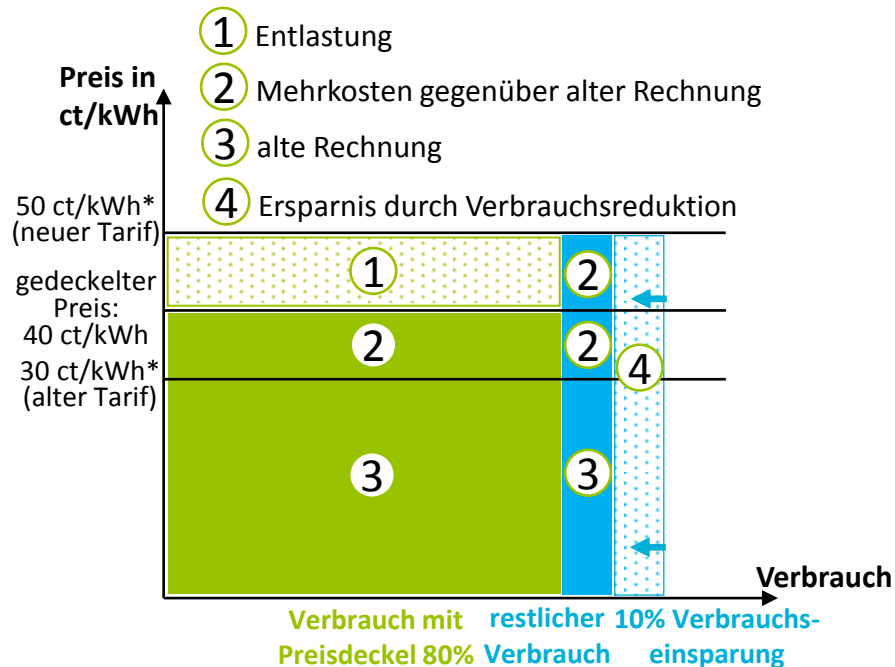 1 Entlastung
2 Mehrkosten gegenüber alter Rechnung
3 alte Rechnung
4 Ersparnis durch Verbrauchsreduktion
Preis in
ct/kWh
50 ct/kWh*
(neuer Tarif)
gedeckelter
Preis:
40 ct/kWh
30 ct/kWh*
(alter Tarif)
1
2
2
2
4
3
3
Verbrauch
Verbrauch mit
Preisdeckel 80%
restlicher
Verbrauch
10% Verbrauchs-
einsparung